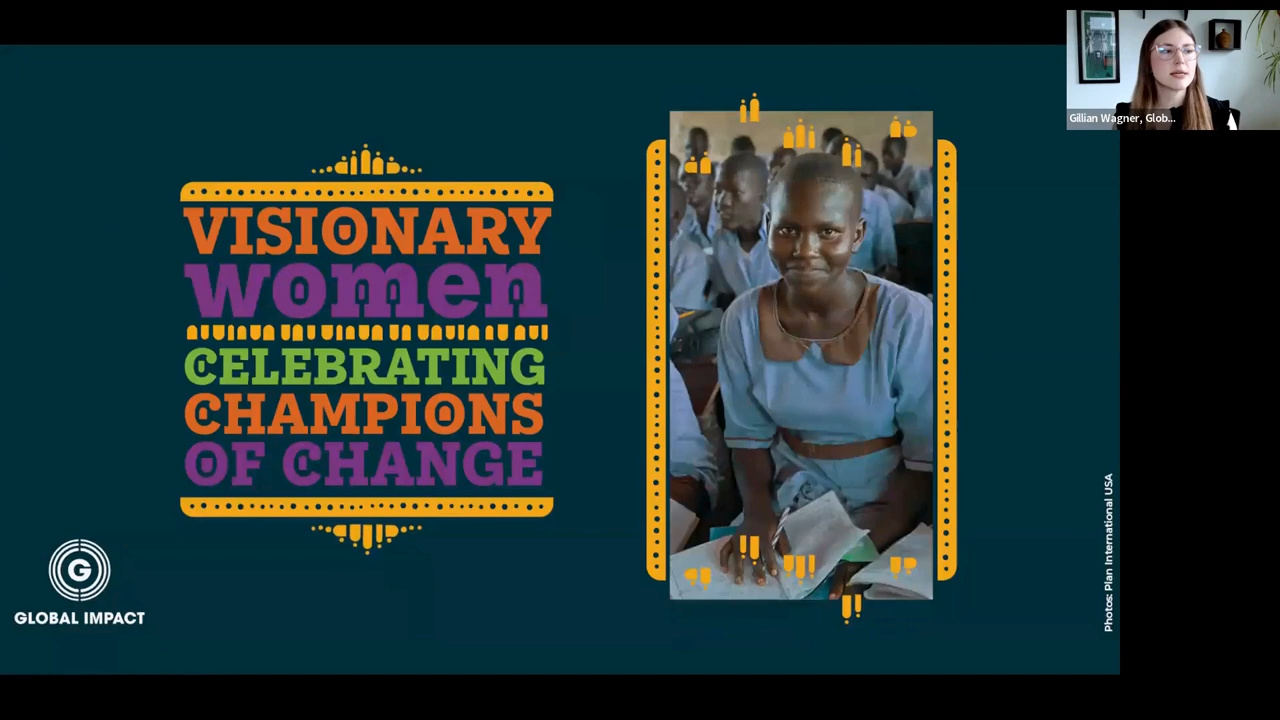 Gillian Wagner, Glob...
VISIONARY
women
CELEBRATING
CHAMPIONS
OF CHANGE
G
GLOBAL IMPACT
Photos: Plan International USA